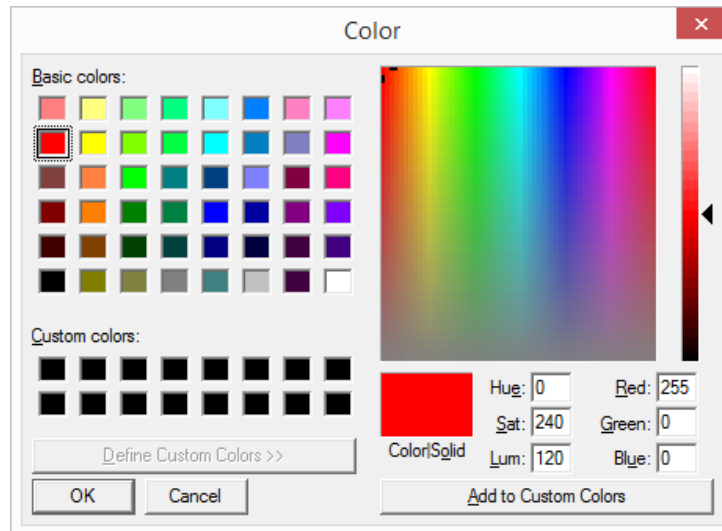 Color
Basic colors:
Custom colors:
Define Custom Colors >>
OK
Cancel
Color|Solid
Hue: 0
Sat: 240
Lum: 120
Red: 255
Green: 0
Blue: 0
Add to Custom Colors